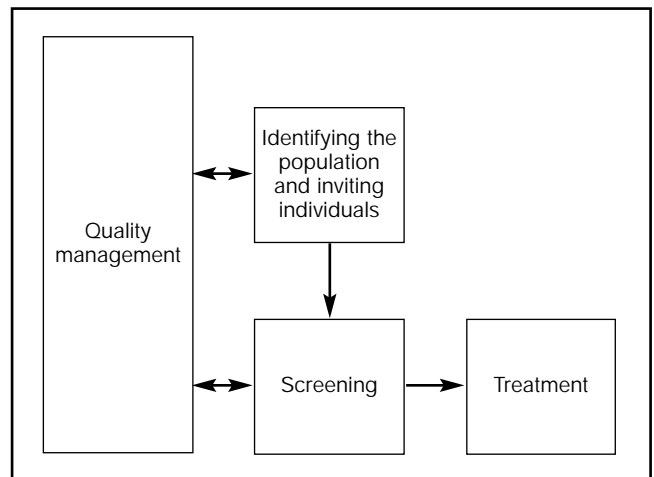 Identifying the
population
and inviting
individuals
Quality
management
Screening
Treatment